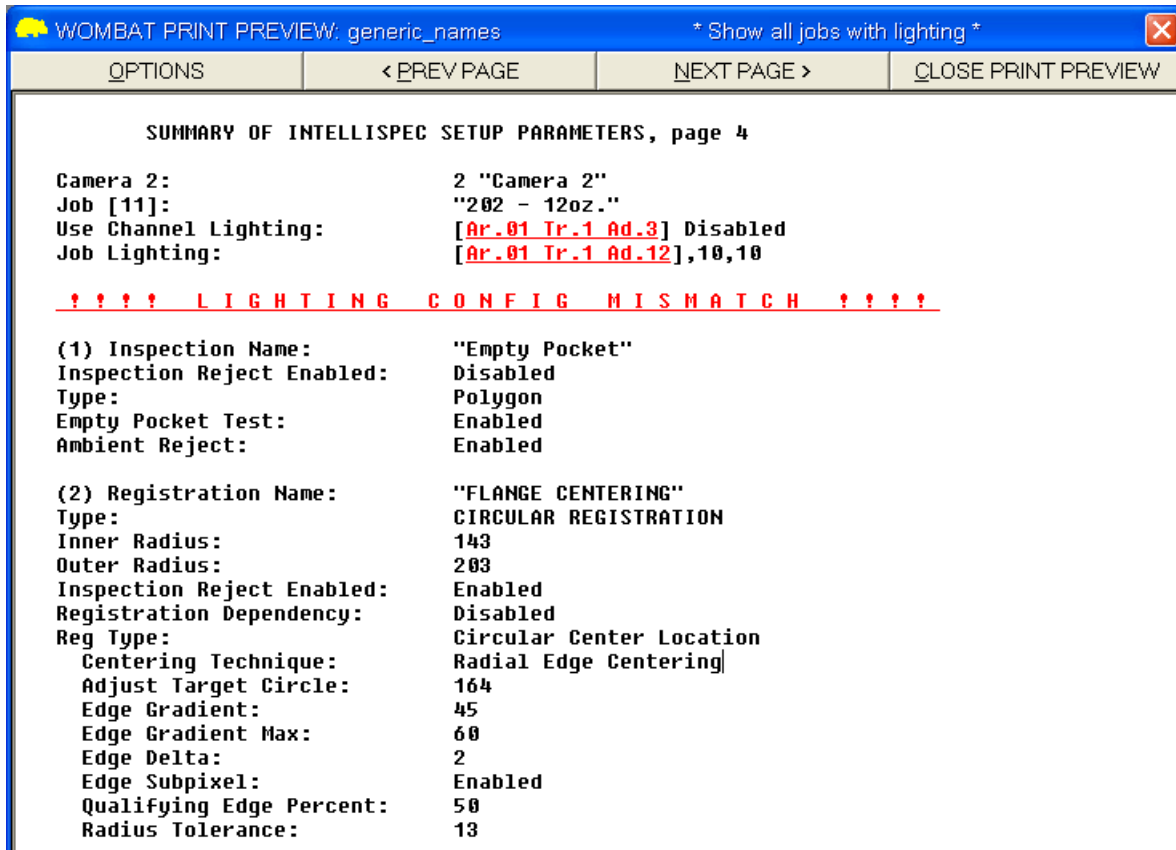 WOMBAT PRINT PREVIEW: generic_names * Show all jobs with lighting *
OPTIONS < PREV PAGE NEXT PAGE > CLOSE PRINT PREVIEW
SUMMARY OF INTELLISPEC SETUP PARAMETERS, page 4
Camera 2: 2 "Camera 2"
Job [11]: "202 - 12oz."
Use Channel Lighting: [Ar.01 Tr.1 Ad.3] Disabled
Job Lighting: [Ar.01 Tr.1 Ad.12],10,10
! ! ! ! L I G H T I N G C O N F I G M I S M A T C H ! ! ! !
(1) Inspection Name: "Empty Pocket"
Inspection Reject Enabled: Disabled
Type: Polygon
Empty Pocket Test: Enabled
Ambient Reject: Enabled
(2) Registration Name: "FLANGE CENTERING"
Type: CIRCULAR REGISTRATION
Inner Radius: 143
Outer Radius: 203
Inspection Reject Enabled: Enabled
Registration Dependency: Disabled
Reg Type: Circular Center Location
Centering Technique: Radial Edge Centering
Adjust Target Circle: 164
Edge Gradient: 45
Edge Gradient Max: 60
Edge Delta: 2
Edge Subpixel: Enabled
Qualifying Edge Percent: 50
Radius Tolerance: 13